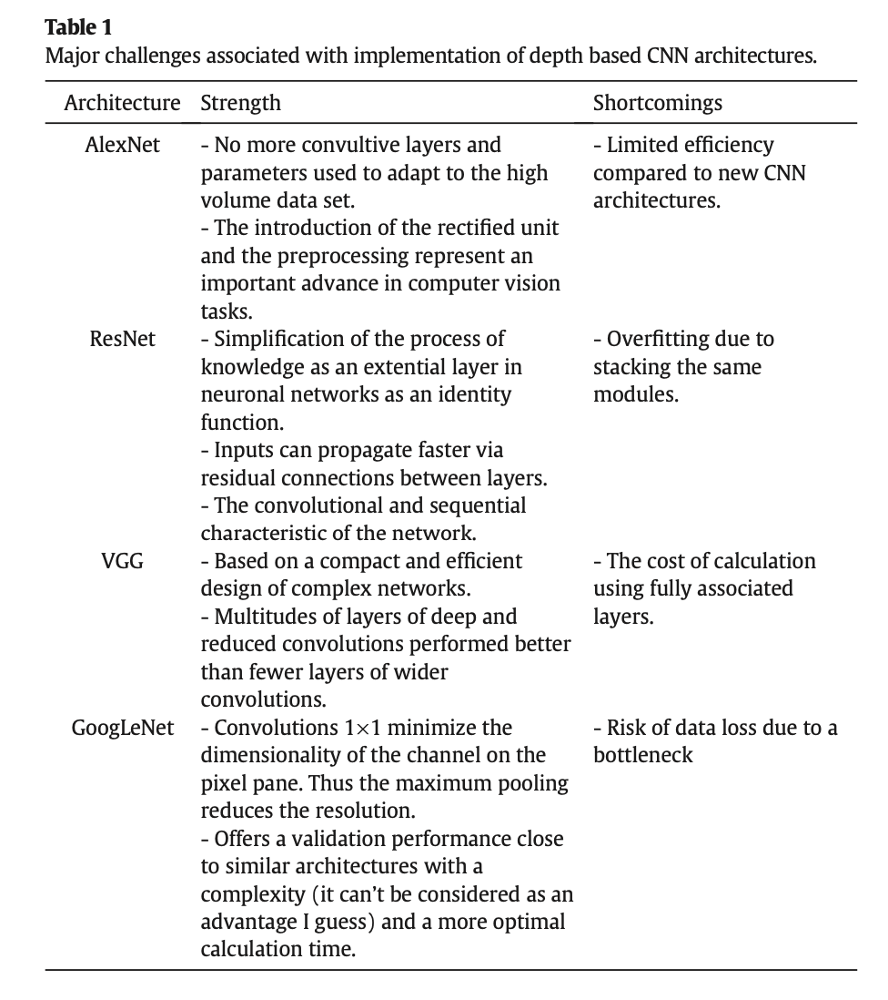 Table 1
Major challenges associated with implementation of depth based CNN architectures.
Architecture Strength Shortcomings
AlexNet - No more convultive layers and - Limited efficiency
parameters used to adapt to the high compared to new CNN
volume data set. architectures.
- The introduction of the rectified unit
and the preprocessing represent an
important advance in computer vision
tasks.
ResNet - Simplification of the process of - Overfitting due to
knowledge as an extential layer in stacking the same
neuronal networks as an identity modules.
function.
- Inputs can propagate faster via
residual connections between layers.
- The convolutional and sequential
characteristic of the network.
VGG - Based on a compact and efficient - The cost of calculation
design of complex networks. using fully associated
- Multitudes of layers of deep and layers.
reduced convolutions performed better
than fewer layers of wider
convolutions.
GoogLeNet - Convolutions 1×1 minimize the - Risk of data loss due to a
dimensionality of the channel on the bottleneck
pixel pane. Thus the maximum pooling
reduces the resolution.
- Offers a validation performance close
to similar architectures with a
complexity (it can't be considered as an
advantage I guess) and a more optimal
calculation time.